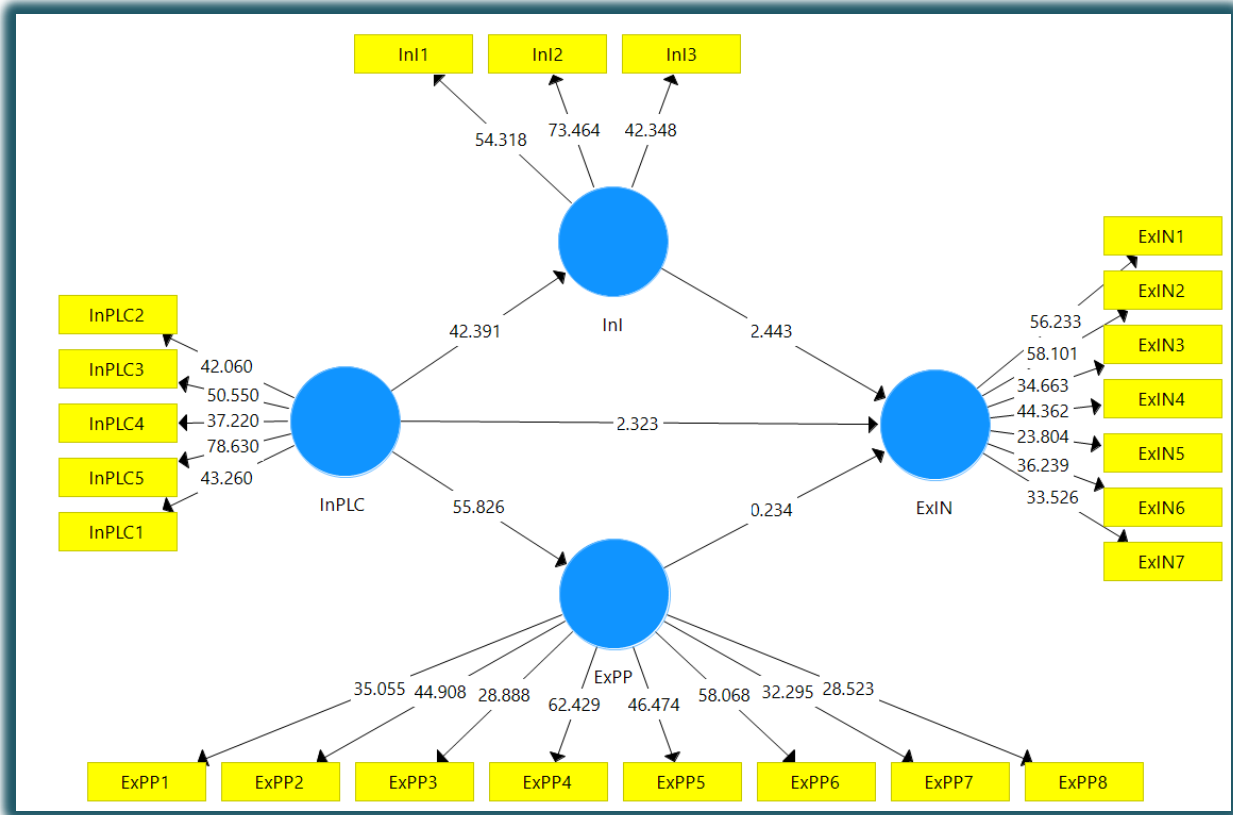 InI1 InI2 InI3
54.318 73.464 42.348
InI
InPLC2
InPLC3
InPLC4
InPLC5
InPLC1
42.060
50.550
37.220
78.630
43.260
InPLC
42.391
2.443
2.323
55.826
0.234
ExIN
56.233
58.101
34.663
44.362
23.804
36.239
33.526
ExIN1
ExIN2
ExIN3
ExIN4
ExIN5
ExIN6
ExIN7
ExPP
35.055 44.908 28.888 62.429 46.474 58.068 32.295 28.523
ExPP1 ExPP2 ExPP3 ExPP4 ExPP5 ExPP6 ExPP7 ExPP8